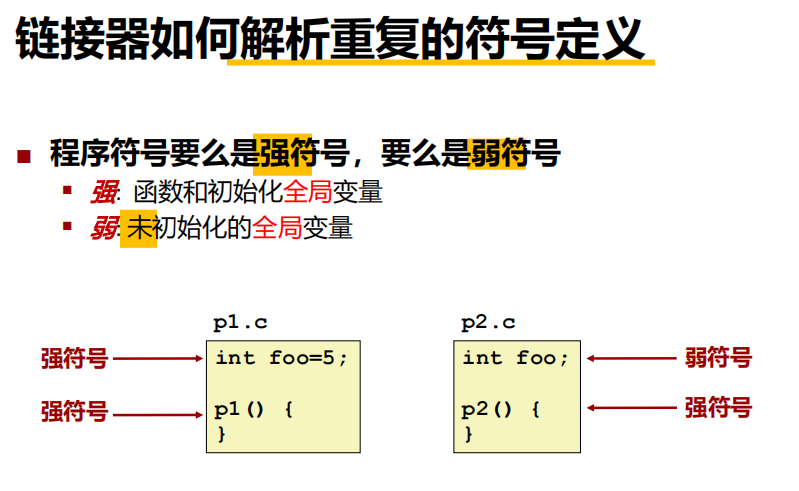 链接器如何解析重复的符号定义
程序符号要么是强符号，要么是弱符号
强: 函数和初始化全局变量
弱: 未初始化的全局变量
p1.c
p2.c
强符号
int foo=5;
int foo;
弱符号
强符号
p1() {
p2() {
强符号
}
}